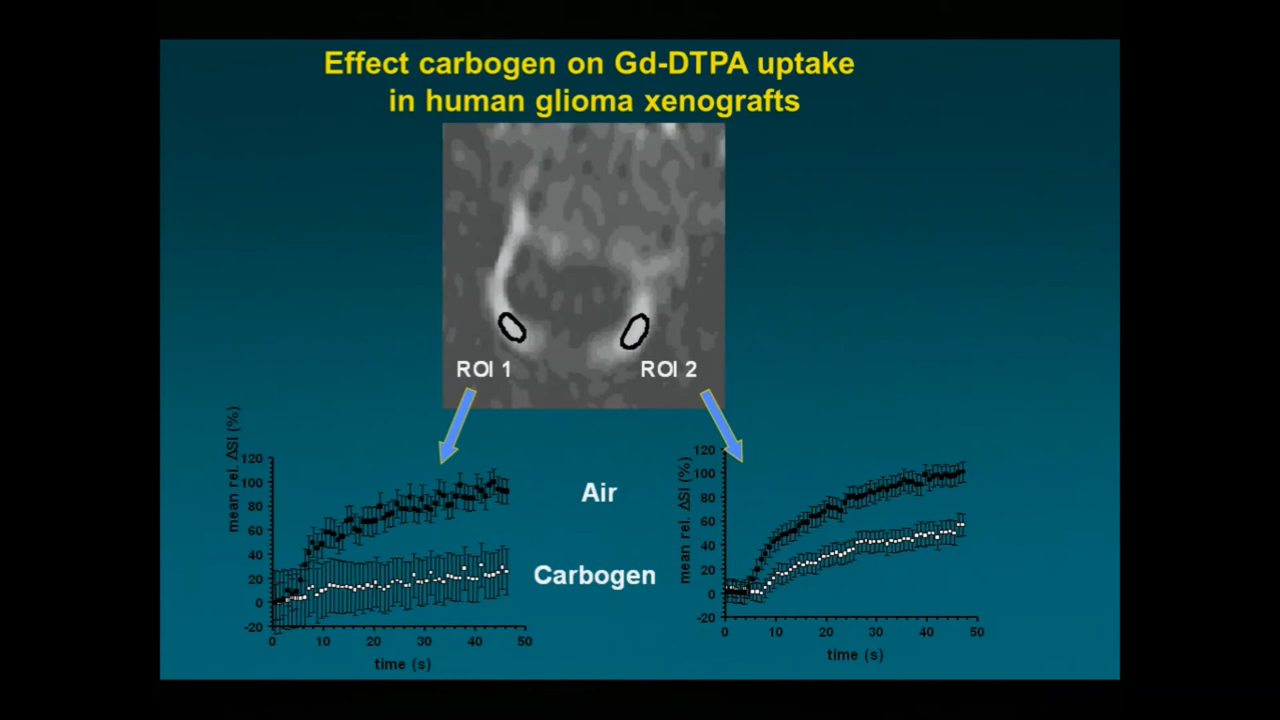 Effect carbogen on Gd-DTPA uptake
in human glioma xenografts
ROI 1
ROI 2
mean rel. ΔSI (%)
120
100
80
60
40
20
0
-20
0 10 20 30 40 50
time (s)
Air
Carbogen
mean rel. ΔSI (%)
120
100
80
60
40
20
0
-20
0 10 20 30 40 50
time (s)